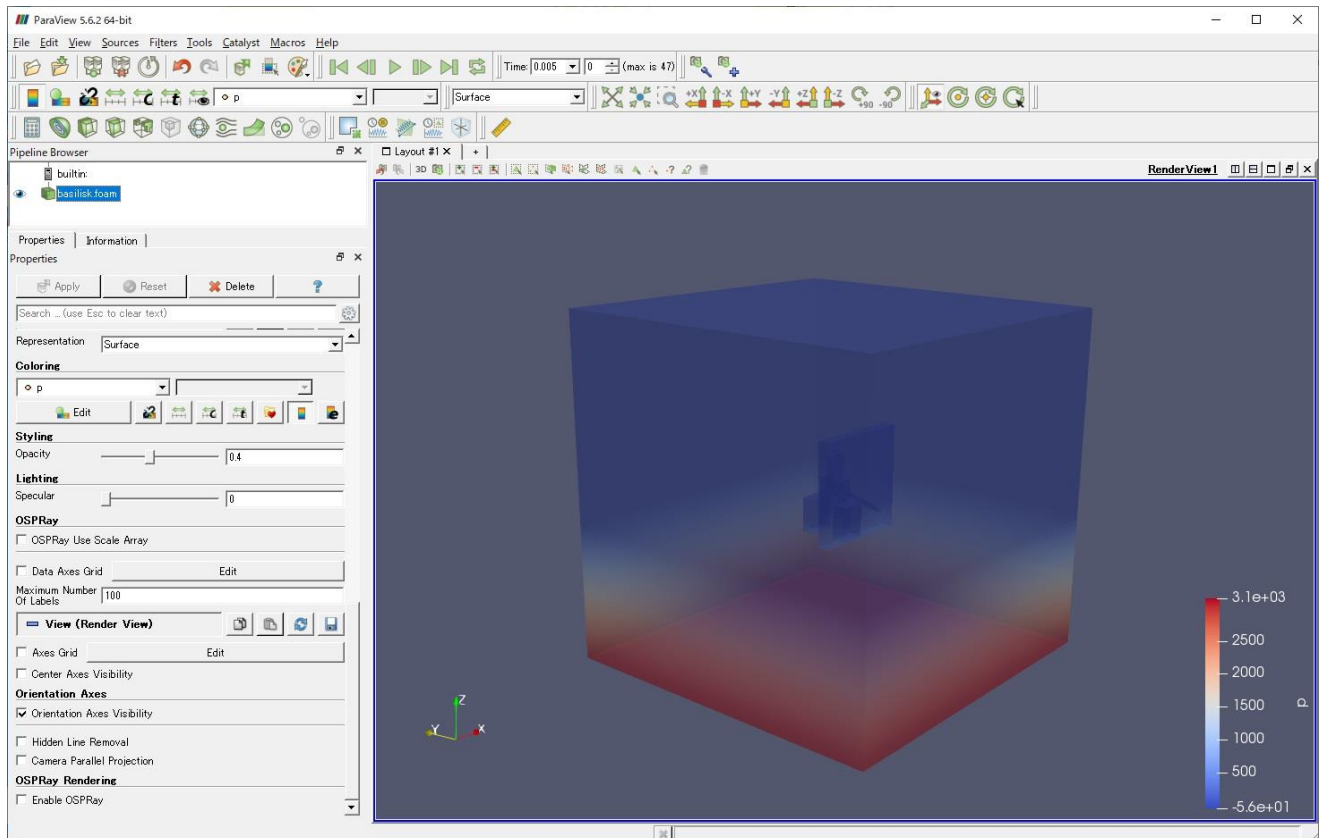 ParaView 5.6.2 64-bit
File Edit View Sources Filters Tools Catalyst Macros Help
Time: 0.005 0 (max is 47)
p Surface +X -X +Y -Y +Z -Z +90 -90
Pipeline Browser
Layout #1 × +
builtin:
basilisk.foam
3D
RenderView1
Properties Information
Properties
Apply Reset Delete ?
Search ... (use Esc to clear text)
Representation Surface
Coloring
p
Edit
Styling
Opacity 0.4
Lighting
Specular 0
OSPRay
OSPRay Use Scale Array
Data Axes Grid Edit
Maximum Number Of Labels 100
View (Render View)
Axes Grid Edit
Center Axes Visibility
Orientation Axes
Orientation Axes Visibility
Hidden Line Removal
Camera Parallel Projection
OSPRay Rendering
Enable OSPRay
Z
Y
X
3.1e+03
2500
2000
1500
p
1000
500
-5.6e+01